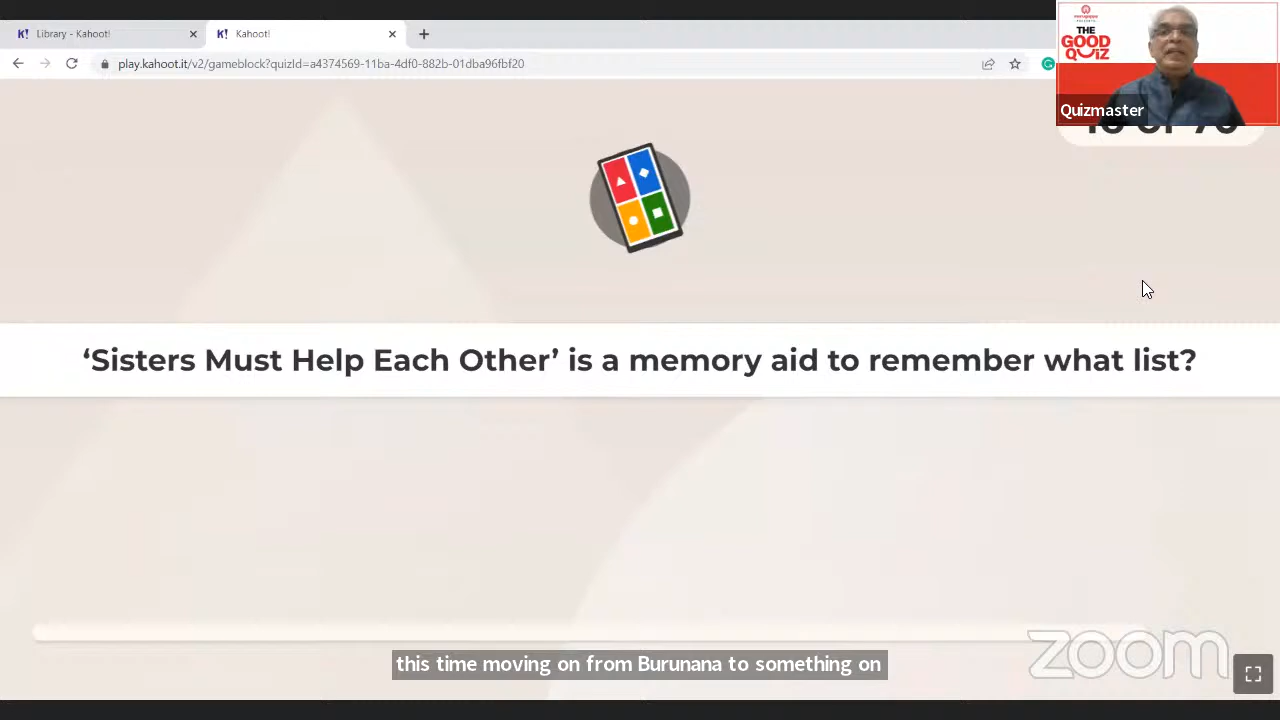 Library - Kahoot!
Kahoot!
play.kahoot.it/v2/gameblock?quizId=a4374569-11ba-4df0-882b-01dbe96fbf20
THE
GOOD
QUIZ
Quizmaster
‘Sisters Must Help Each Other’ is a memory aid to remember what list?
this time moving on from Burunana to something on
zoom